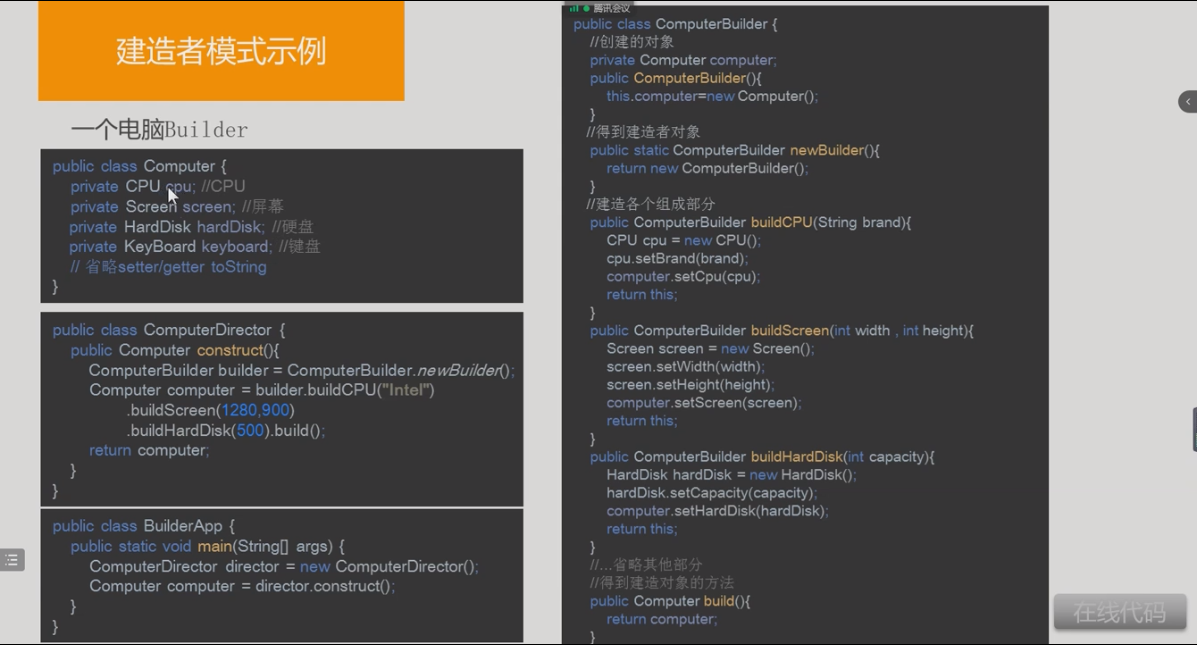 建造者模式示例
一个电脑Builder
public class Computer {
private CPU cpu; //CPU
private Screen screen; //屏幕
private HardDisk hardDisk; //硬盘
private KeyBoard keyboard; //键盘
// 省略setter/getter toString
}
public class ComputerDirector {
public Computer construct(){
ComputerBuilder builder = ComputerBuilder.newBuilder();
Computer computer = builder.buildCPU("Intel")
.buildScreen(1280,900)
.buildHardDisk(500).build();
return computer;
}
}
public class BuilderApp {
public static void main(String[] args) {
ComputerDirector director = new ComputerDirector();
Computer computer = director.construct();
}
}
腾讯会议
public class ComputerBuilder {
//创建的对象
private Computer computer;
public ComputerBuilder(){
this.computer=new Computer();
}
//得到建造者对象
public static ComputerBuilder newBuilder(){
return new ComputerBuilder();
}
//建造各个组成部分
public ComputerBuilder buildCPU(String brand){
CPU cpu = new CPU();
cpu.setBrand(brand);
computer.setCpu(cpu);
return this;
}
public ComputerBuilder buildScreen(int width , int height){
Screen screen = new Screen();
screen.setWidth(width);
screen.setHeight(height);
computer.setScreen(screen);
return this;
}
public ComputerBuilder buildHardDisk(int capacity){
HardDisk hardDisk = new HardDisk();
hardDisk.setCapacity(capacity);
computer.setHardDisk(hardDisk);
return this;
}
//...省略其他部分
//得到建造对象的方法
public Computer build(){
return computer;
}
在线代码